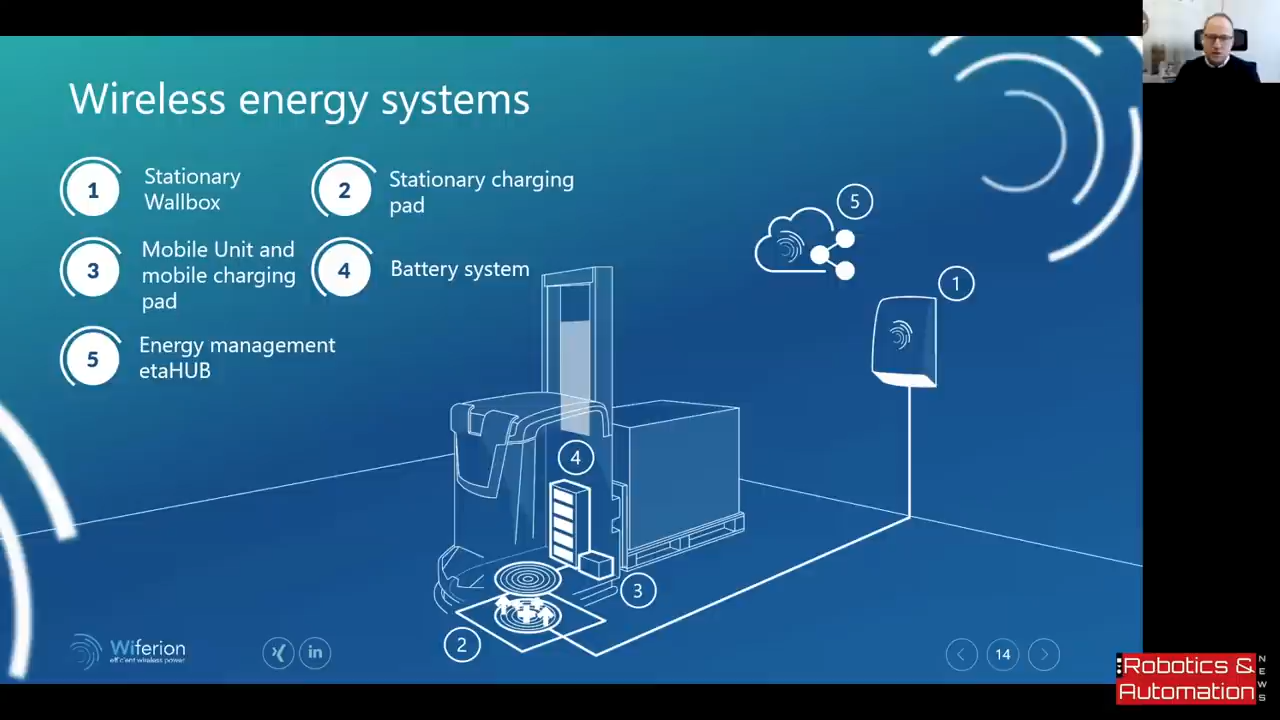 Wireless energy systems
1
Stationary
Wallbox
2
Stationary charging
pad
3
Mobile Unit and
mobile charging
pad
4
Battery system
5
Energy management
etaHUB
5
1
4
3
2
Wiferion
efficient wireless power
in
14
Robotics &
Automation
NEWS